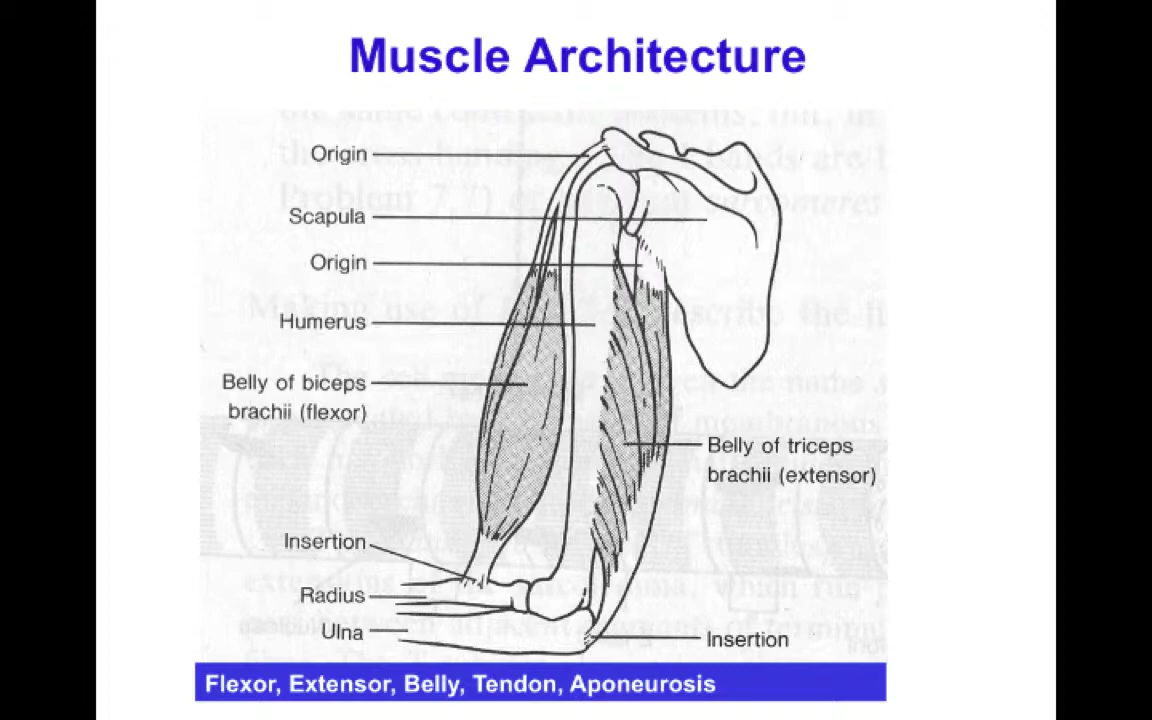 Muscle Architecture
Origin
Scapula
Origin
Humerus
Belly of biceps
brachii (flexor)
Belly of triceps
brachii (extensor)
Insertion
Radius
Ulna
Insertion
Flexor, Extensor, Belly, Tendon, Aponeurosis